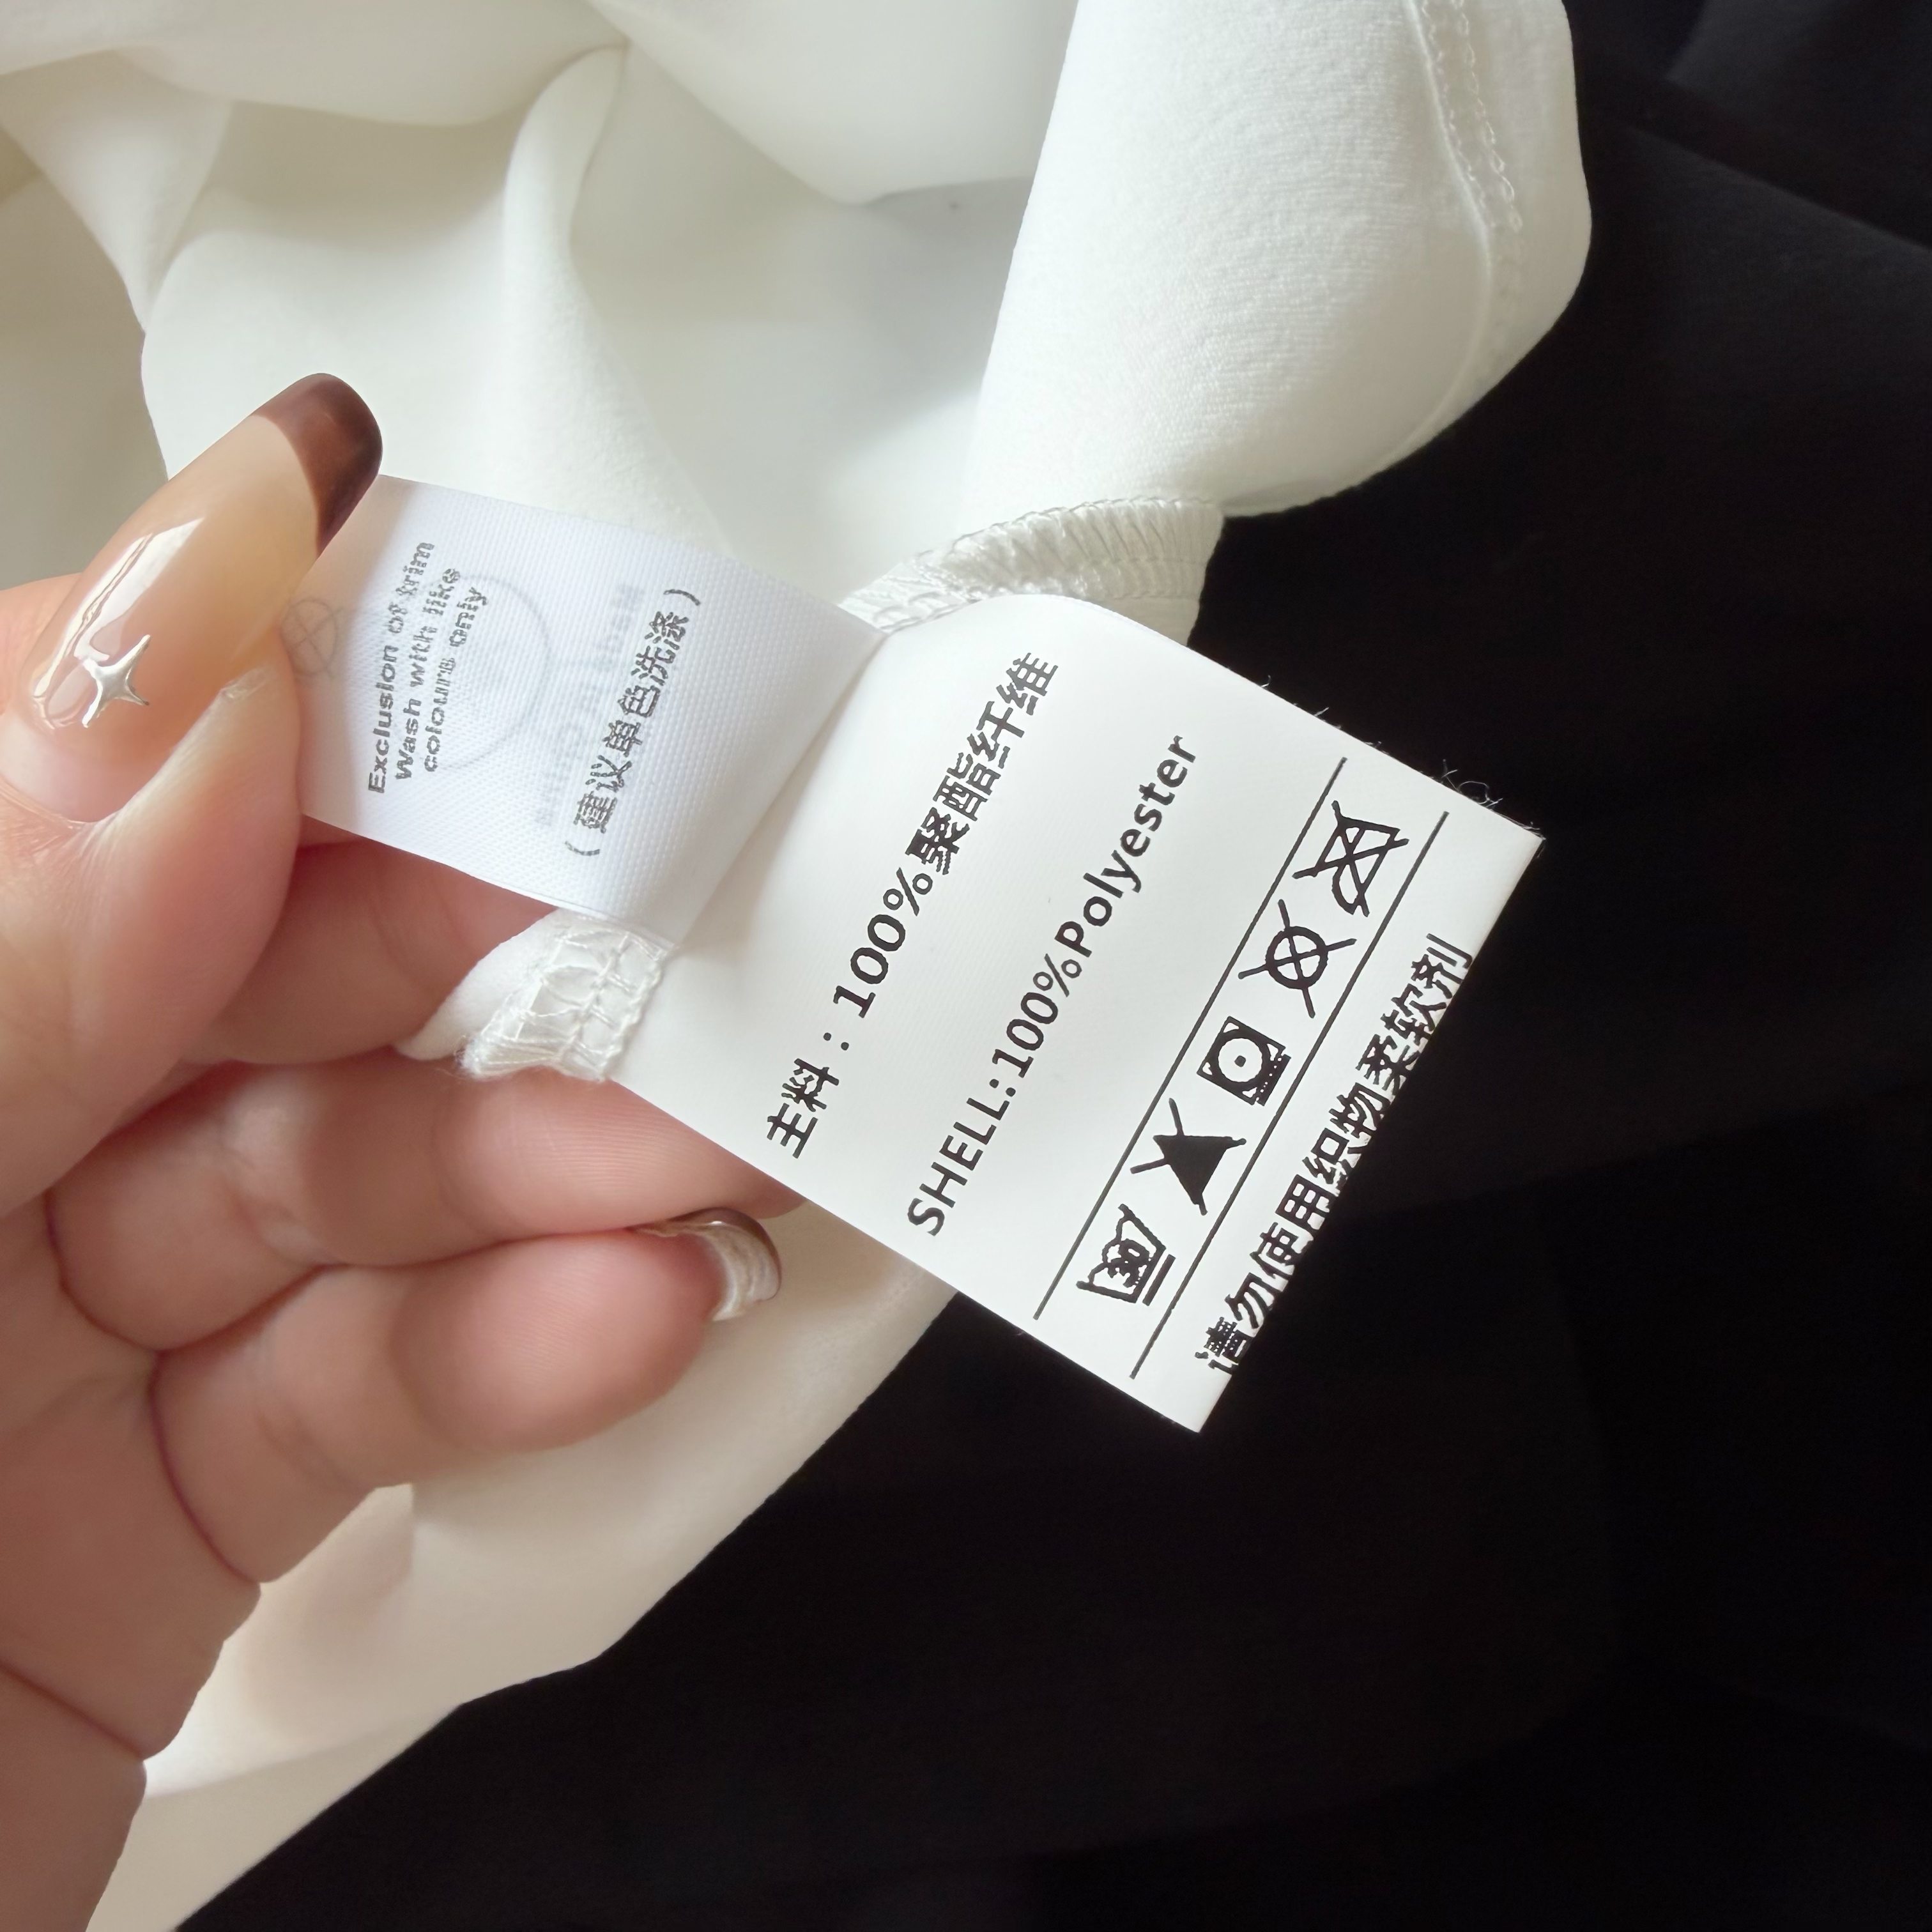 Exclusion of trim
Wash with like
colours only
(建议单色洗涤)
主料:100%聚酯纤维
SHELL:100%Polyester
30
请勿使用织物柔软剂